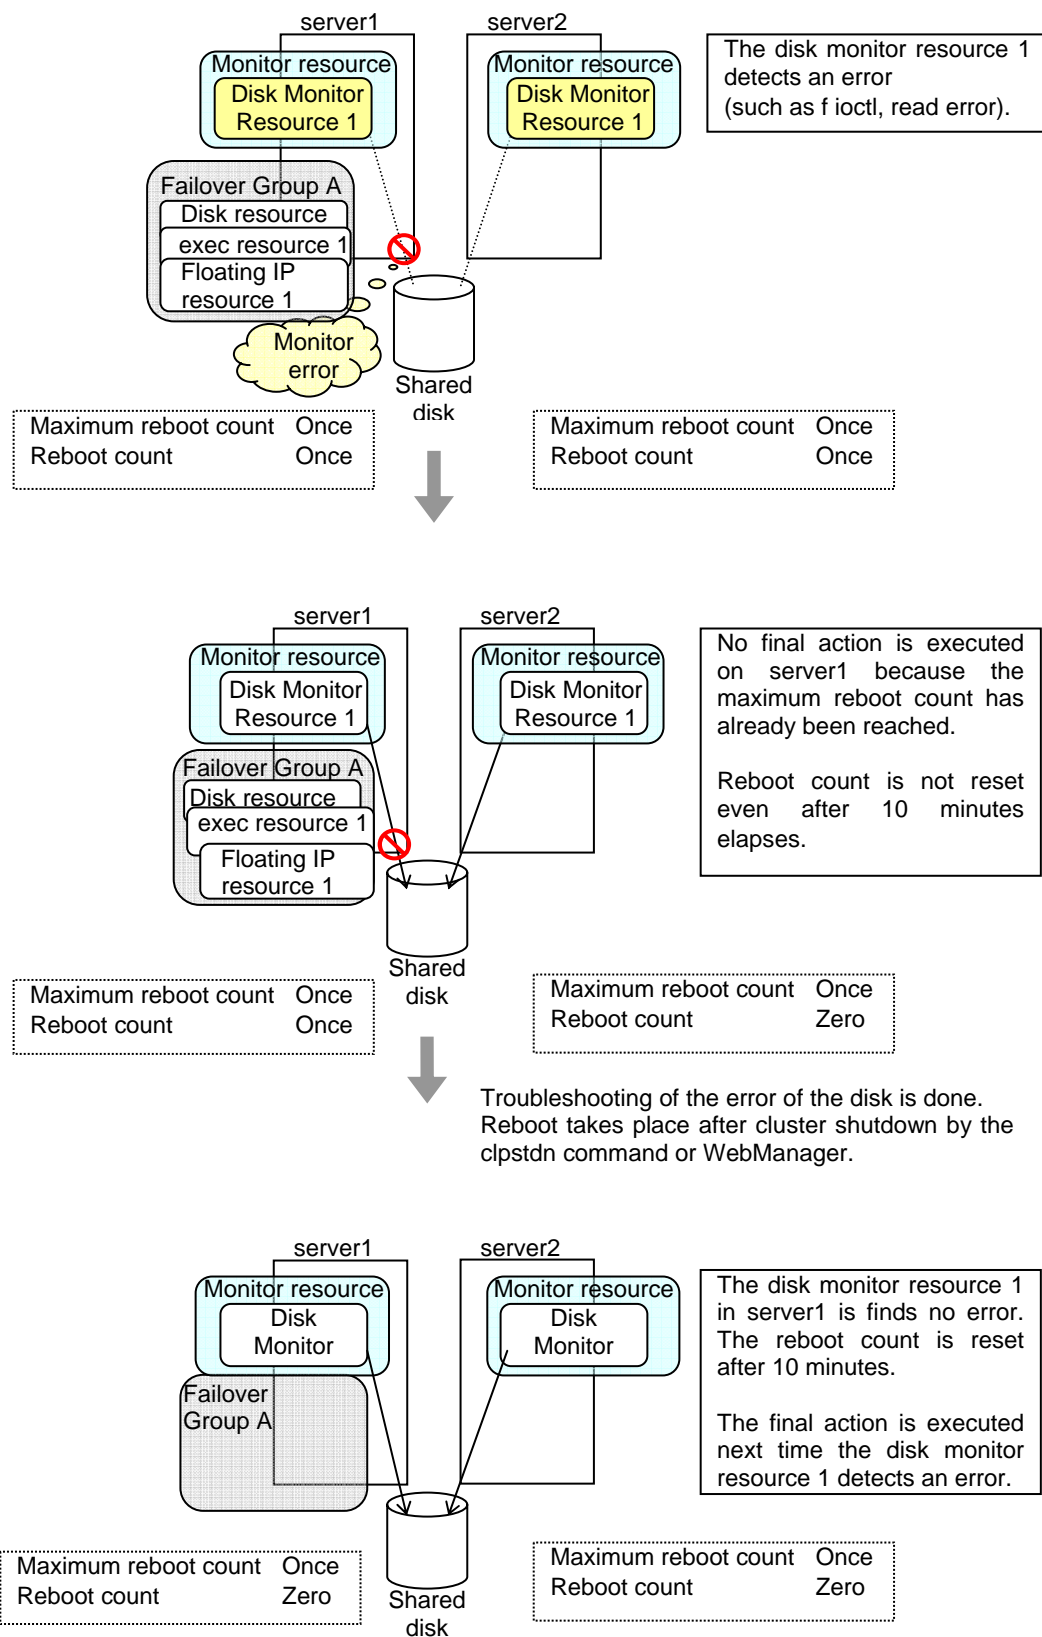 server1
server2
Monitor resource
Disk Monitor
Resource 1
Monitor resource
Disk Monitor
Resource 1
The disk monitor resource 1
detects an error
(such as f ioctl, read error).
Failover Group A
Disk resource
exec resource 1
Floating IP
resource 1
Monitor
error
Shared
disk
Maximum reboot count Once
Reboot count Once
Maximum reboot count Once
Reboot count Once
server1
server2
Monitor resource
Disk Monitor
Resource 1
Monitor resource
Disk Monitor
Resource 1
No final action is executed
on server1 because the
maximum reboot count has
already been reached.
Reboot count is not reset
even after 10 minutes
elapses.
Failover Group A
Disk resource
exec resource 1
Floating IP
resource 1
Shared
disk
Maximum reboot count Once
Reboot count Once
Maximum reboot count Once
Reboot count Zero
Troubleshooting of the error of the disk is done.
Reboot takes place after cluster shutdown by the
clpstdn command or WebManager.
server1
server2
Monitor resource
Disk
Monitor
Monitor resource
Disk
Monitor
The disk monitor resource 1
in server1 is finds no error.
The reboot count is reset
after 10 minutes.
The final action is executed
next time the disk monitor
resource 1 detects an error.
Failover
Group A
Shared
disk
Maximum reboot count Once
Reboot count Zero
Maximum reboot count Once
Reboot count Zero